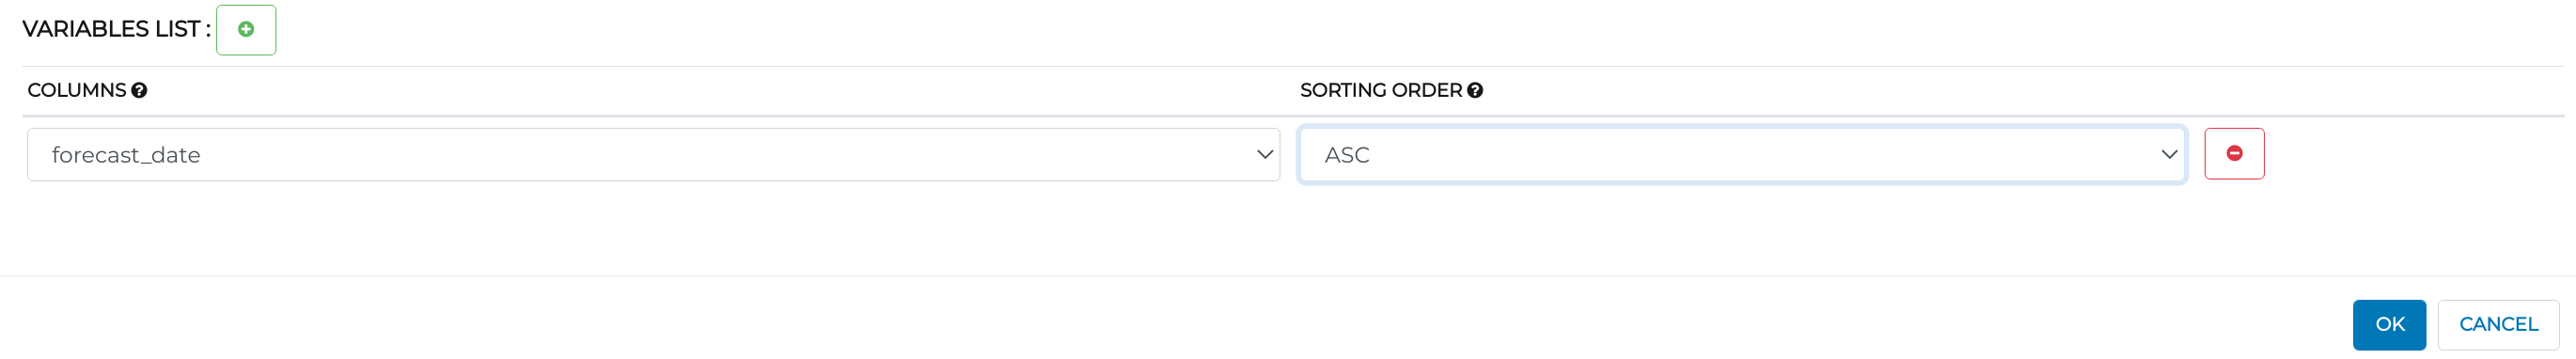 VARIABLES LIST :
COLUMNS SORTING ORDER
forecast_date ASC
OK CANCEL